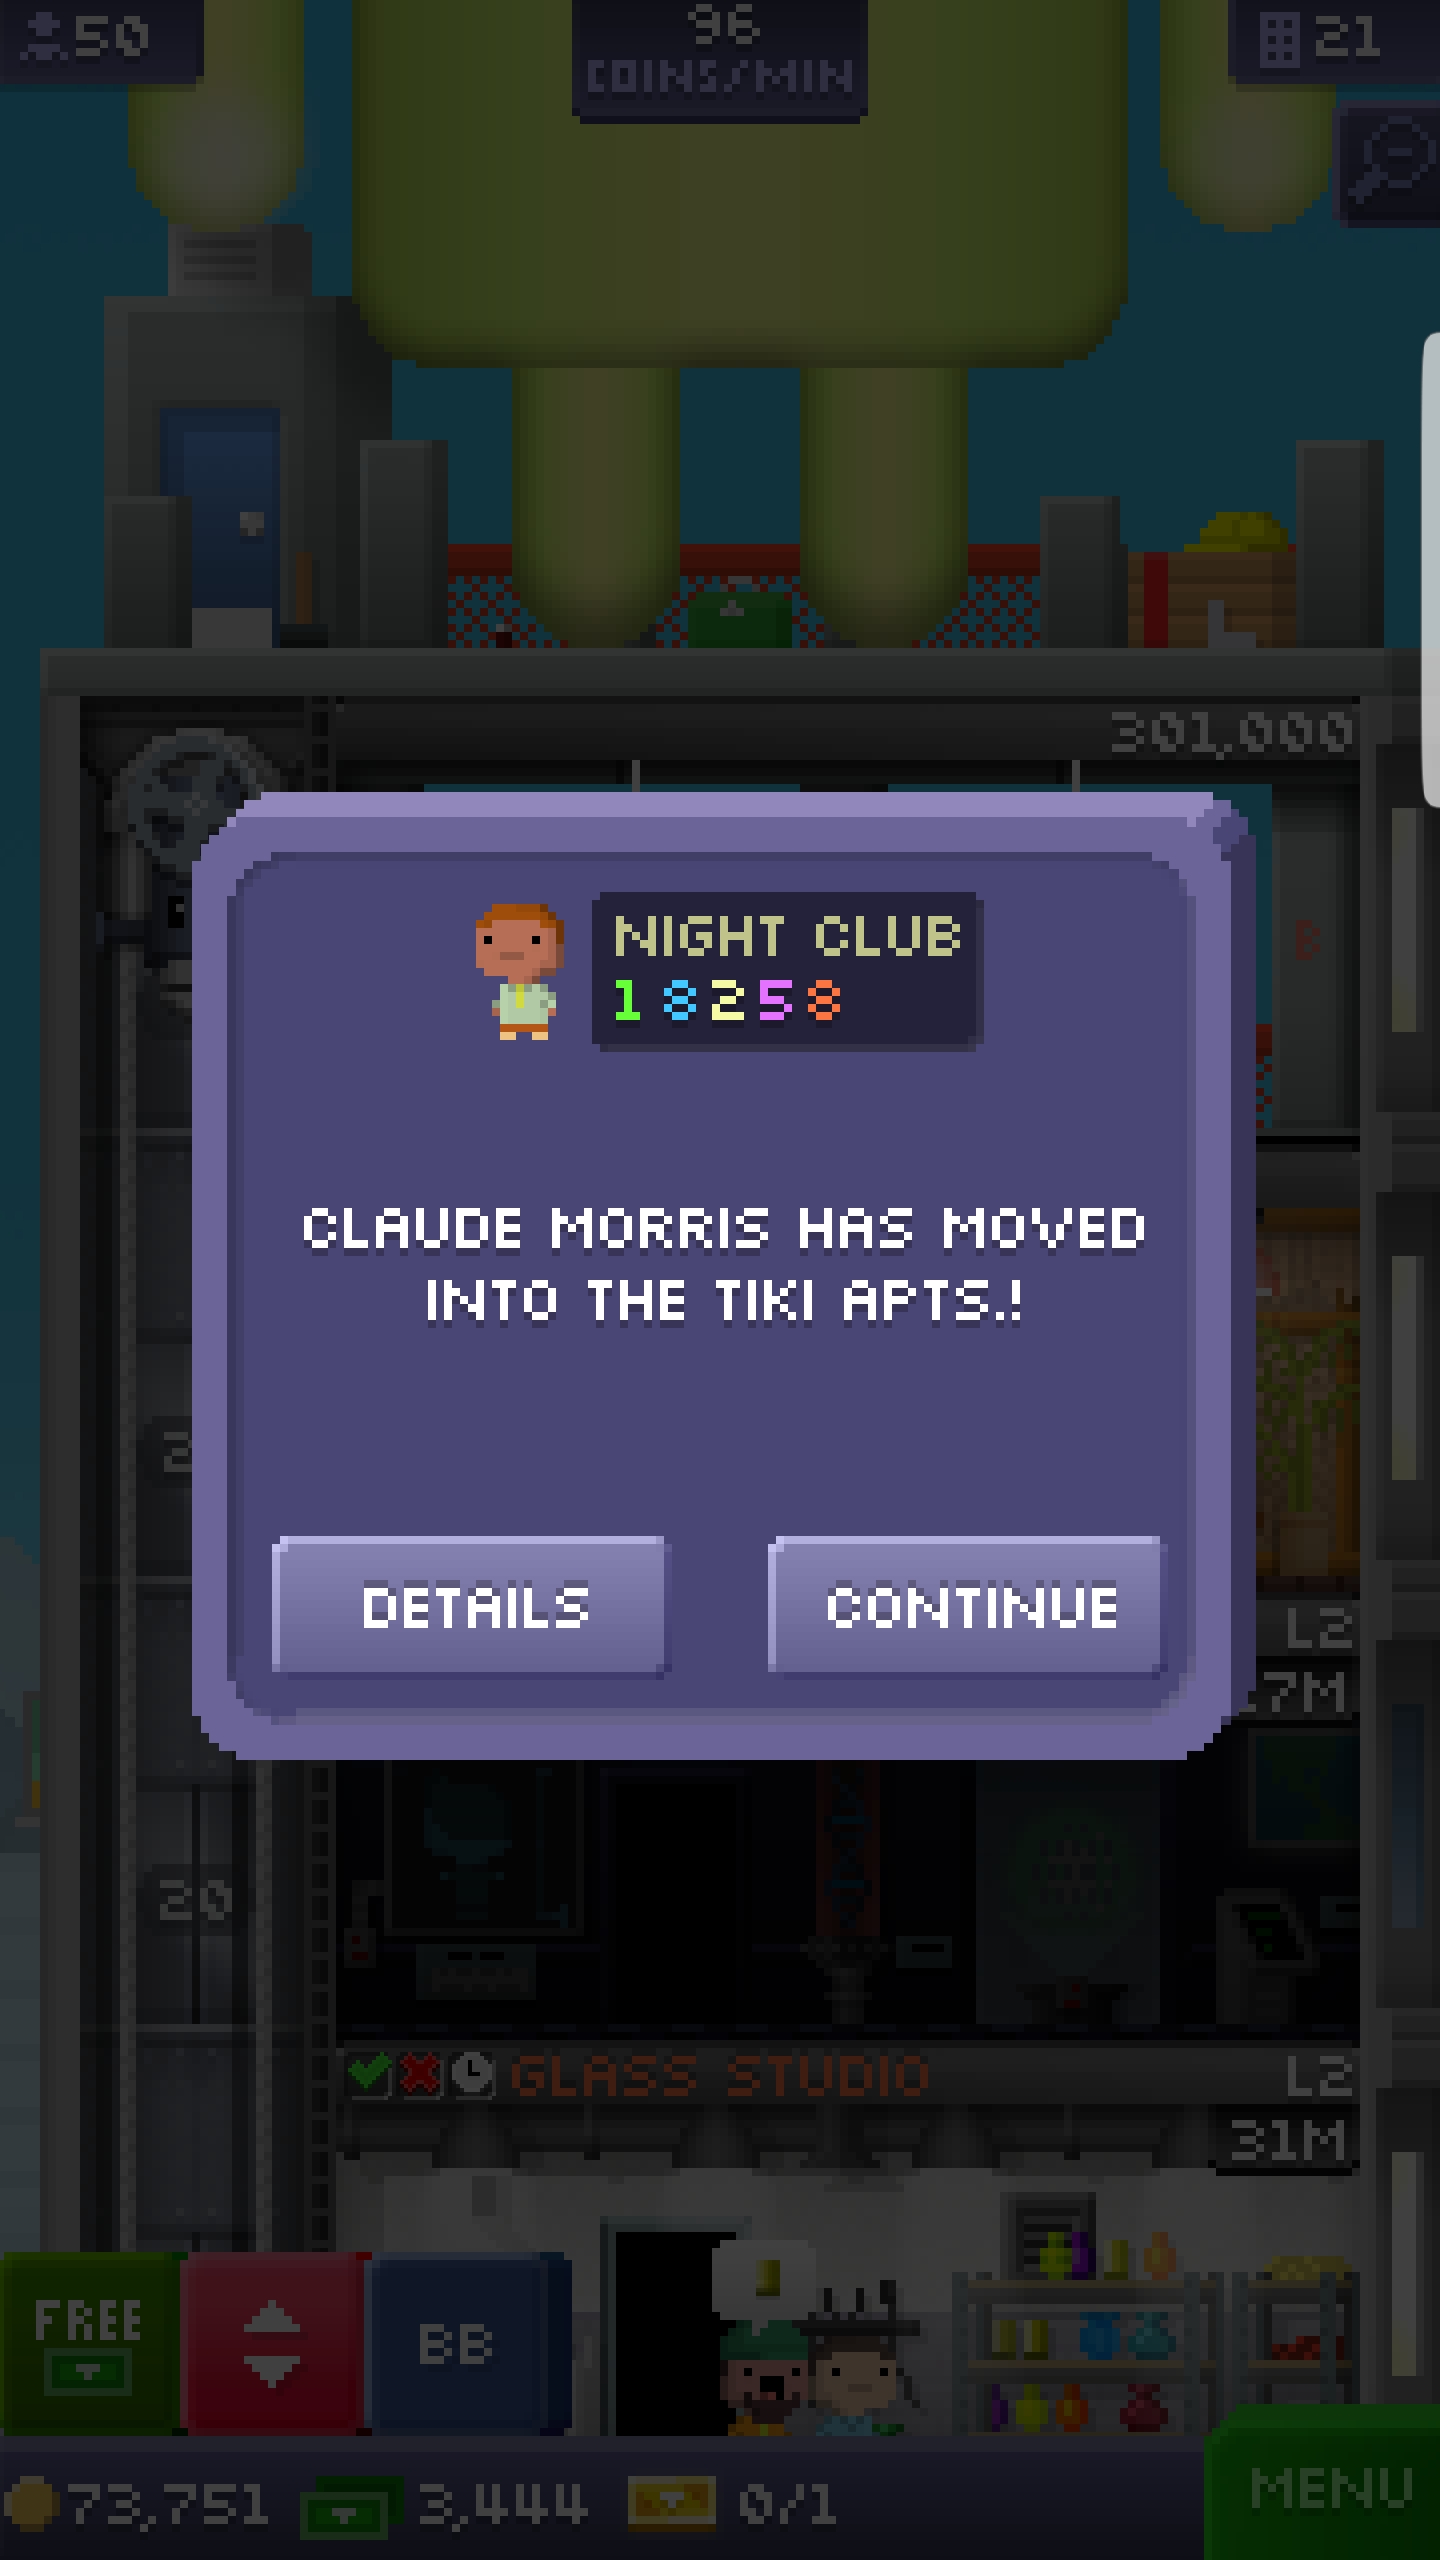 50
96
COINS/MIN
21
301,000
B
NIGHT CLUB
1 8 2 5 8
CLAUDE MORRIS HAS MOVED
INTO THE TIKI APTS.!
DETAILS
CONTINUE
L2
7M
20
GLASS STUDIO
L2
31M
FREE
BB
73,751
3,444
0/1
MENU